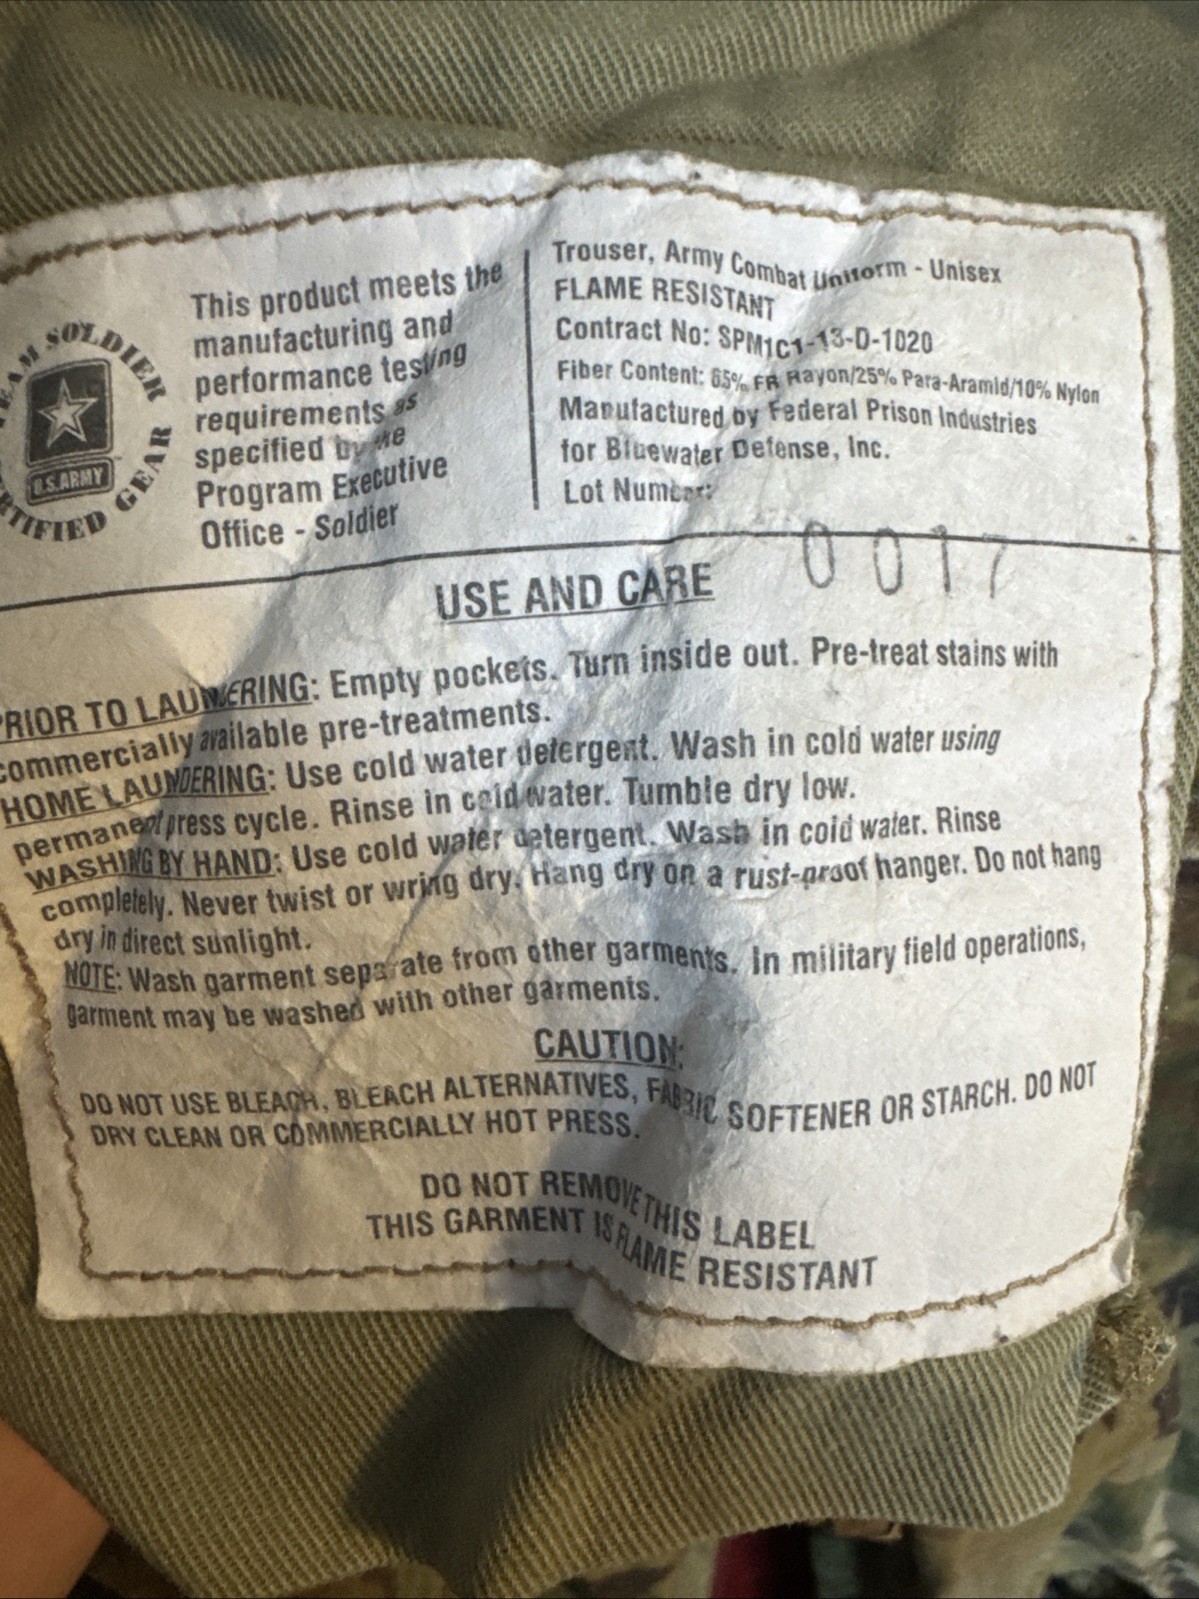 TEAM SOLDIER
CERTIFIED GEAR
U.S.ARMY
This product meets the
manufacturing and
performance testing
requirements as
specified by the
Program Executive
Office - Soldier
Trouser, Army Combat Uniform - Unisex
FLAME RESISTANT
Contract No: SPM1C1-13-D-1020
Fiber Content: 65% FR Rayon/25% Para-Aramid/10% Nylon
Manufactured by Federal Prison Industries
for Bluewater Defense, Inc.
Lot Number:
0017
USE AND CARE
PRIOR TO LAUNDERING: Empty pockets. Turn inside out. Pre-treat stains with
commercially available pre-treatments.
HOME LAUNDERING: Use cold water detergent. Wash in cold water using
permanent press cycle. Rinse in cold water. Tumble dry low.
WASHING BY HAND: Use cold water detergent. Wash in cold water. Rinse
completely. Never twist or wring dry. Hang dry on a rust-proof hanger. Do not hang
dry in direct sunlight.
NOTE: Wash garment separate from other garments. In military field operations,
garment may be washed with other garments.
CAUTION:
DO NOT USE BLEACH, BLEACH ALTERNATIVES, FABRIC SOFTENER OR STARCH. DO NOT
DRY CLEAN OR COMMERCIALLY HOT PRESS.
DO NOT REMOVE THIS LABEL
THIS GARMENT IS FLAME RESISTANT